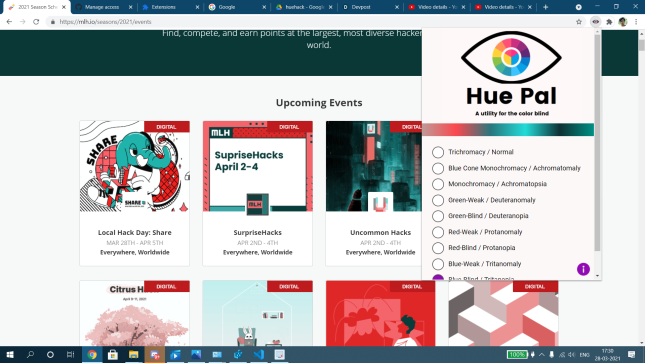 2021 Season Sche
Manage access
Extensions
Google
huehack - Google
Devpost
Video details - Yo
Video details - Yo
https://mlh.io/seasons/2021/events
Find, compete, and earn points at the largest, most diverse hacker
world.
Upcoming Events
DIGITAL
SHARE
SHARE
Local Hack Day: Share
MAR 28TH - APR 5TH
Everywhere, Worldwide
DIGITAL
MLH
SupriseHacks
April 2-4
MLH
SurpriseHacks
APR 2ND - 4TH
Everywhere, Worldwide
DIGITAL
Uncommon Hacks
APR 2ND - 4TH
Everywhere, Worldwide
DIGITAL
Citrus H
April 9-11, 2021
DIGITAL
DIGITAL
DIGITAL
Hue Pal
A utility for the color blind
Trichromacy / Normal
Blue Cone Monochromacy / Achromatomaly
Monochromacy / Achromatopsia
Green-Weak / Deuteranomaly
Green-Blind / Deuteranopia
Red-Weak / Protanomaly
Red-Blind / Protanopia
Blue-Weak / Tritanomaly
Blue-Blind / Tritanopia
100%
ENG
17:30
28-03-2021